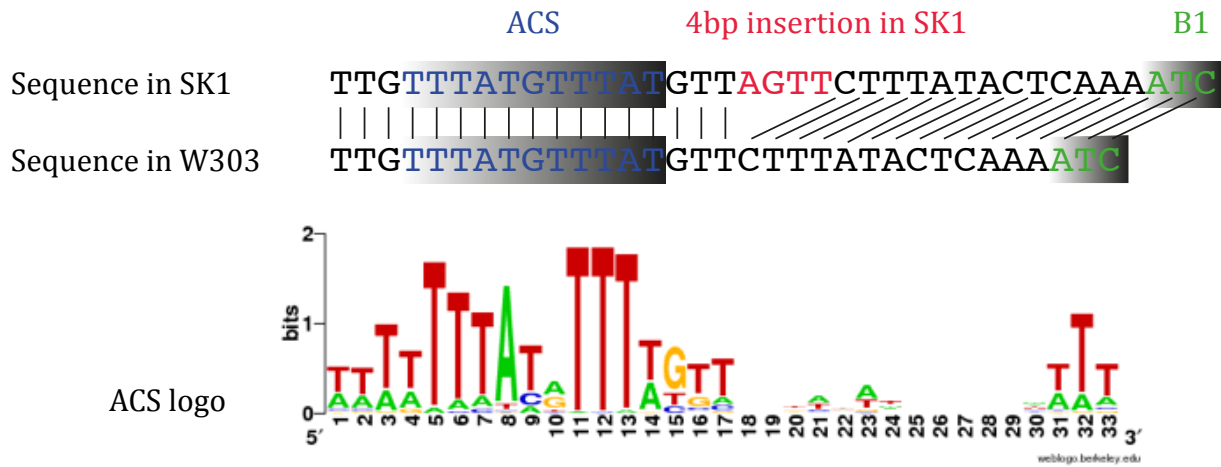 ACS 4bp insertion in SK1 B1
Sequence in SK1 TTGTTTATGTTTATGTTAGTTCTTTATACTCAAAATC
Sequence in W303 TTGTTTATGTTTATGTTCTTTATACTCAAAATC
2
bits
1
ACS logo
0
5′ 1 2 3 4 5 6 7 8 9 10 11 12 13 14 15 16 17 18 19 20 21 22 23 24 25 26 27 28 29 30 31 32 33 3′
weblogo.berkeley.edu